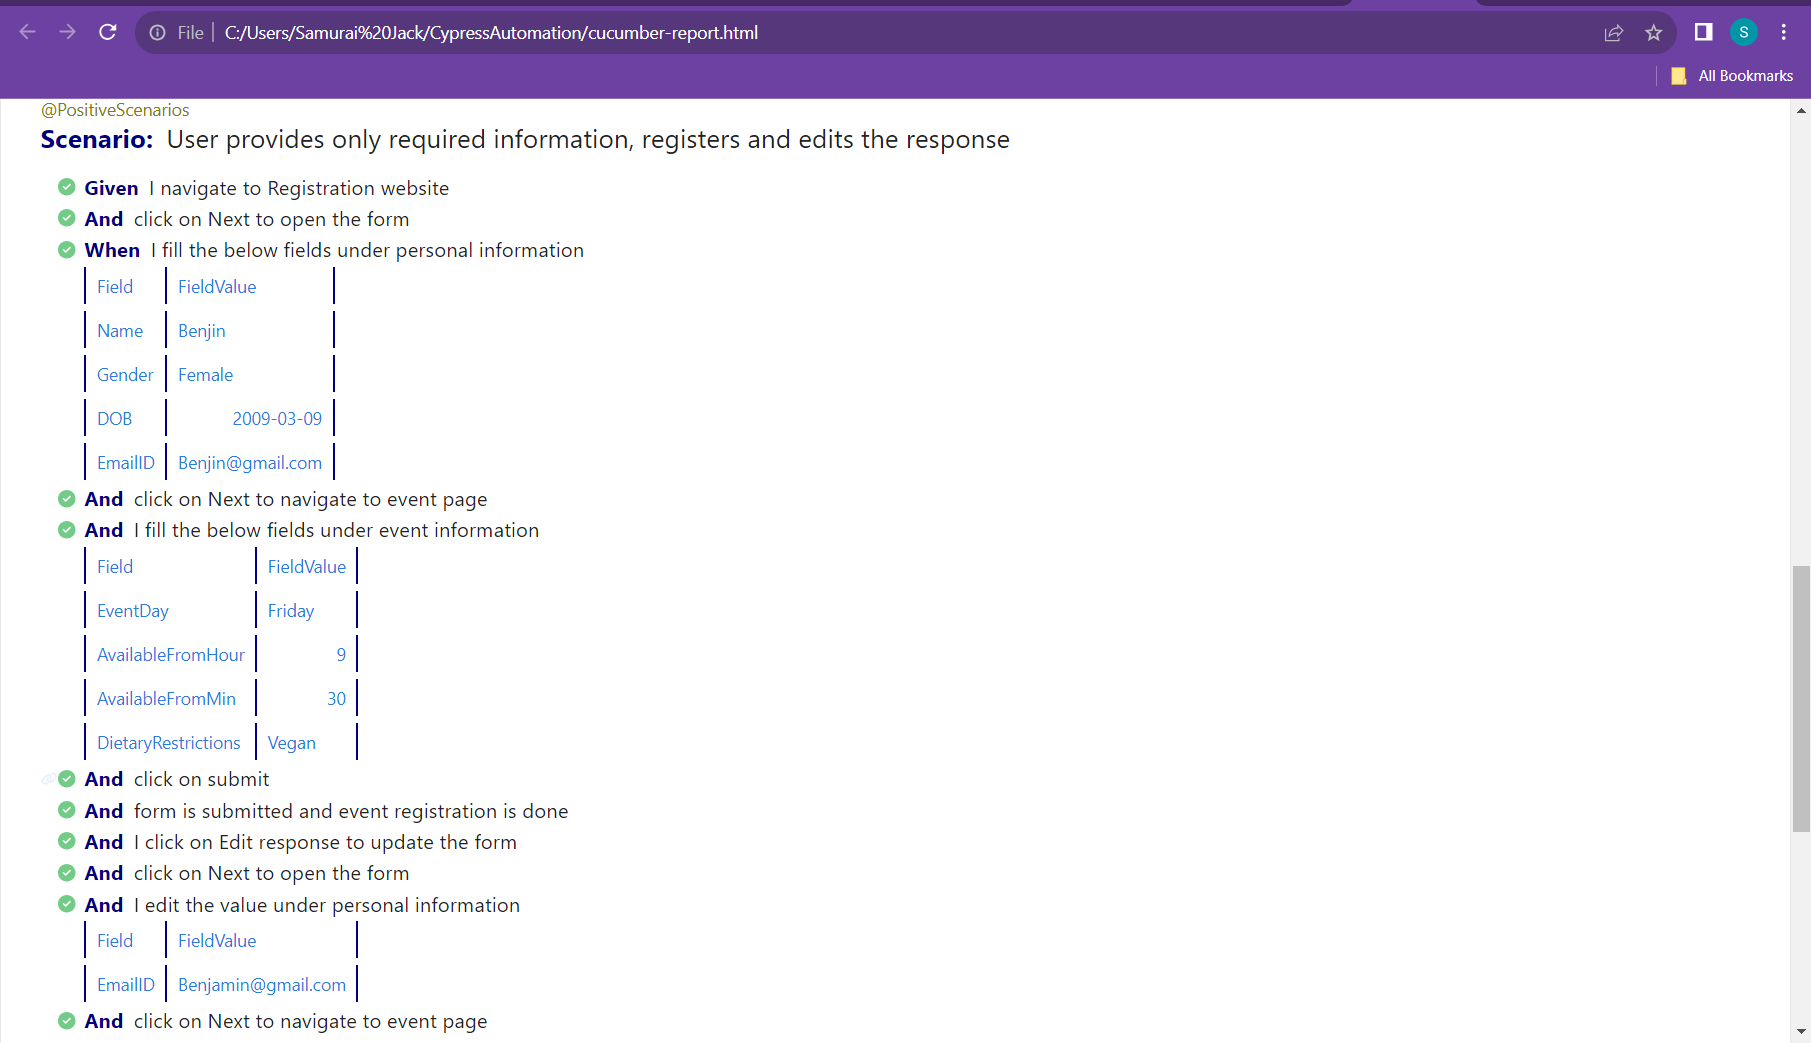 File | C:/Users/Samurai%20Jack/CypressAutomation/cucumber-report.html
S
All Bookmarks
@PositiveScenarios
Scenario: User provides only required information, registers and edits the response
Given I navigate to Registration website
And click on Next to open the form
When I fill the below fields under personal information
Field FieldValue
Name Benjin
Gender Female
DOB 2009-03-09
EmailID Benjin@gmail.com
And click on Next to navigate to event page
And I fill the below fields under event information
Field FieldValue
EventDay Friday
AvailableFromHour 9
AvailableFromMin 30
DietaryRestrictions Vegan
And click on submit
And form is submitted and event registration is done
And I click on Edit response to update the form
And click on Next to open the form
And I edit the value under personal information
Field FieldValue
EmailID Benjamin@gmail.com
And click on Next to navigate to event page